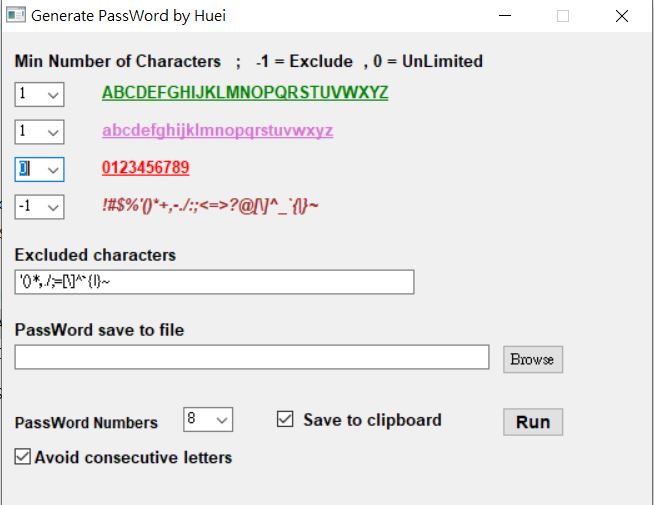 Generate PassWord by Huei
Min Number of Characters ; -1 = Exclude , 0 = UnLimited
1 ABCDEFGHIJKLMNOPQRSTUVWXYZ
1 abcdefghijklmnopqrstuvwxyz
0 0123456789
-1 !#$%'()*+,-./:;<=>?@[\]^_`{|}~
Excluded characters
'()*,./;=[\]^`{|}~
PassWord save to file
Browse
PassWord Numbers 8 Save to clipboard Run
Avoid consecutive letters